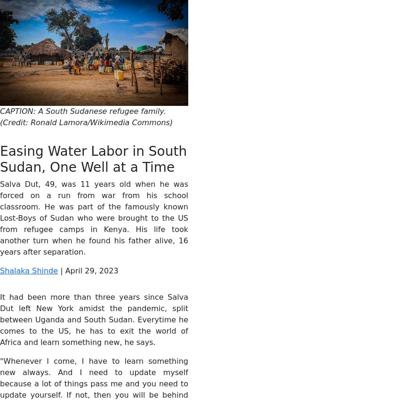 CAPTION: A South Sudanese refugee family.
(Credit: Ronald Lamora/Wikimedia Commons)
Easing Water Labor in South
Sudan, One Well at a Time
Salva Dut, 49, was 11 years old when he was
forced on a run from war from his school
classroom. He was part of the famously known
Lost-Boys of Sudan who were brought to the US
from refugee camps in Kenya. His life took
another turn when he found his father alive, 16
years after separation.
Shalaka Shinde | April 29, 2023
It had been more than three years since Salva
Dut left New York amidst the pandemic, split
between Uganda and South Sudan. Everytime he
comes to the US, he has to exit the world of
Africa and learn something new, he says.
"Whenever I come, I have to learn something
new always. And I need to update myself
because a lot of things pass me and you need to
update yourself. If not, then you will be behind